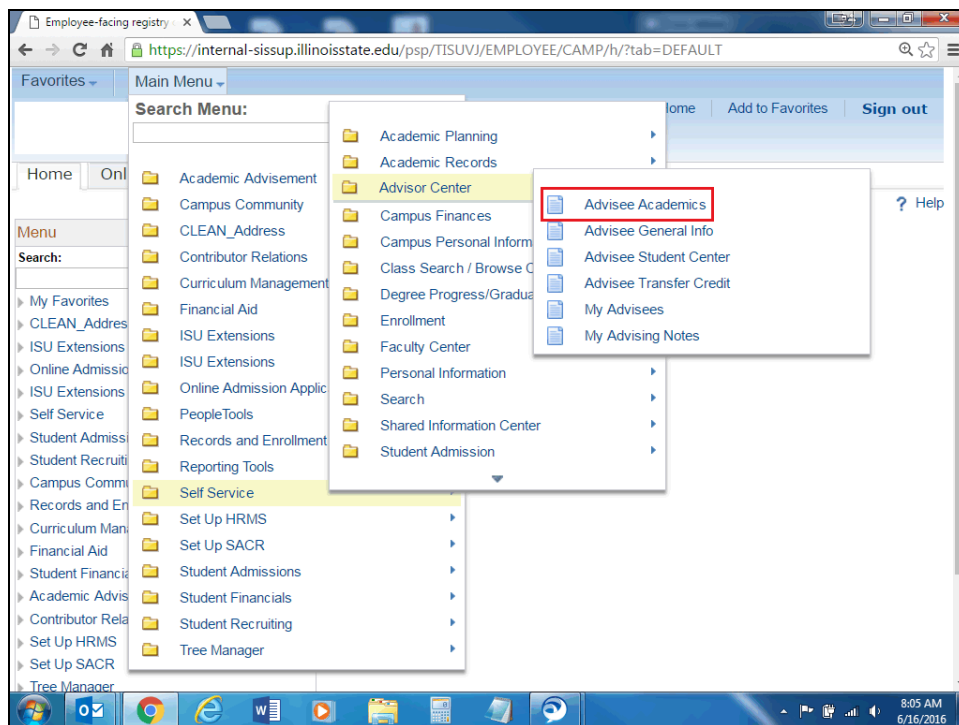 Employee-facing registry
https://internal-sissup.illinoisstate.edu/psp/TISUVJ/EMPLOYEE/CAMP/h/?tab=DEFAULT
Favorites
Main Menu
Search Menu:
Home
Add to Favorites
Sign out
Home
Onl
Help
Menu
Search:
My Favorites
CLEAN_Addres
ISU Extensions
Online Admissio
ISU Extensions
Self Service
Student Admissi
Student Recruiti
Campus Commu
Records and En
Curriculum Mana
Financial Aid
Student Financia
Academic Advis
Contributor Rela
Set Up HRMS
Set Up SACR
Tree Manager
Academic Advisement
Campus Community
CLEAN_Address
Contributor Relations
Curriculum Management
Financial Aid
ISU Extensions
ISU Extensions
Online Admission Applic
PeopleTools
Records and Enrollment
Reporting Tools
Self Service
Set Up HRMS
Set Up SACR
Student Admissions
Student Financials
Student Recruiting
Tree Manager
Academic Planning
Academic Records
Advisor Center
Campus Finances
Campus Personal Inform
Class Search / Browse C
Degree Progress/Gradua
Enrollment
Faculty Center
Personal Information
Search
Shared Information Center
Student Admission
Advisee Academics
Advisee General Info
Advisee Student Center
Advisee Transfer Credit
My Advisees
My Advising Notes
8:05 AM
6/16/2016